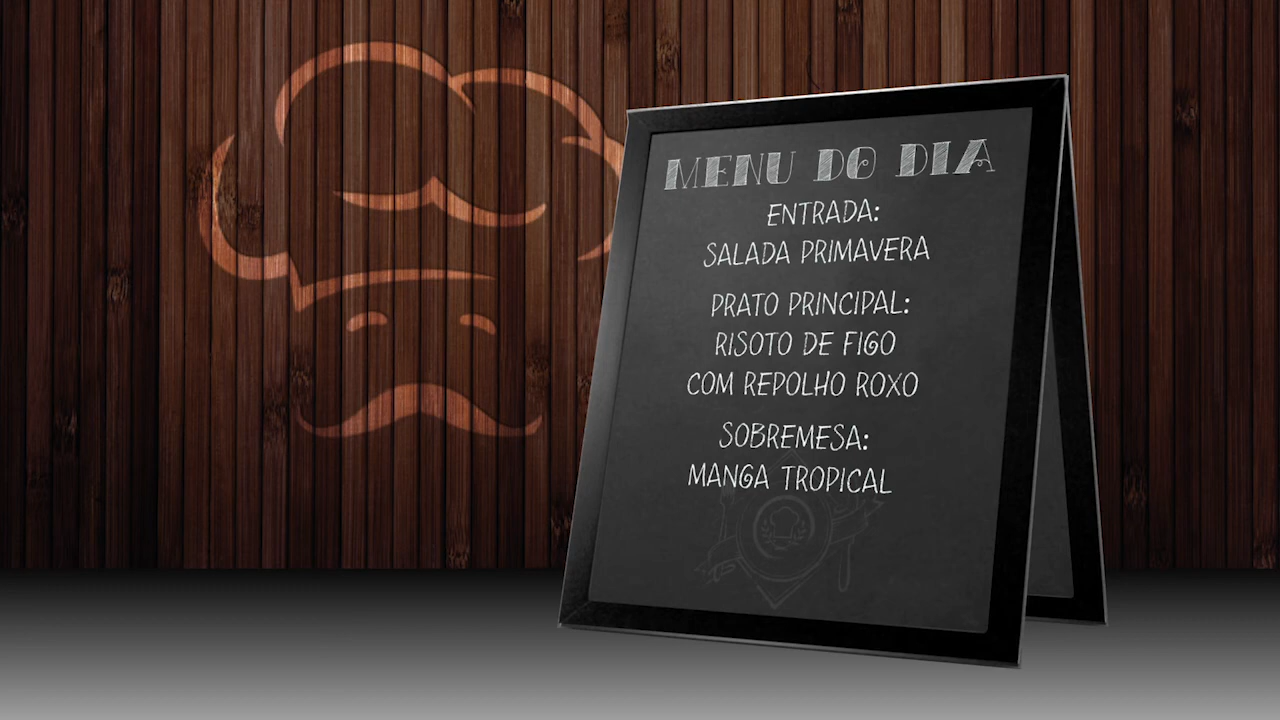 MENU DO DIA
ENTRADA:
SALADA PRIMAVERA
PRATO PRINCIPAL:
RISOTO DE FIGO
COM REPOLHO ROXO
SOBREMESA:
MANGA TROPICAL